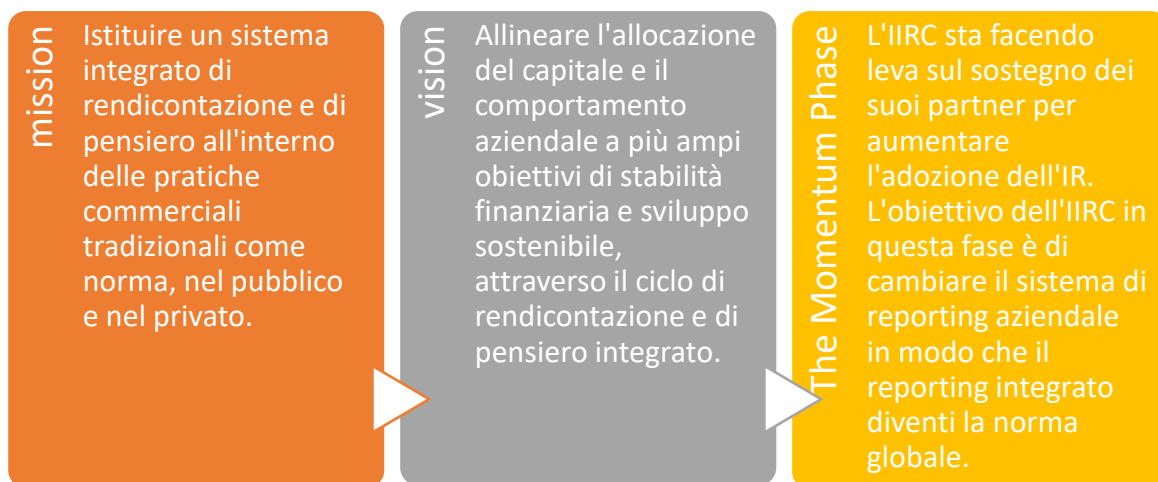 mission
Istituire un sistema
integrato di
rendicontazione e di
pensiero all'interno
delle pratiche
commerciali
tradizionali come
norma, nel pubblico
e nel privato.
vision
Allineare l'allocazione
del capitale e il
comportamento
aziendale a più ampi
obiettivi di stabilità
finanziaria e sviluppo
sostenibile,
attraverso il ciclo di
rendicontazione e di
pensiero integrato.
The Momentum Phase
L'IIRC sta facendo
leva sul sostegno dei
suoi partner per
aumentare
l'adozione dell'IR.
L'obiettivo dell'IIRC in
questa fase è di
cambiare il sistema di
reporting aziendale
in modo che il
reporting integrato
diventi la norma
globale.